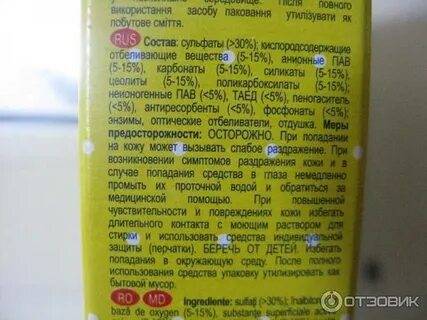 середовище. Після повного
використання засобу паковання утилізувати як
побутове сміття.
RUS Состав: сульфаты (>30%); кислородсодержащие
отбеливающие вещества (5-15%), анионные ПАВ
(5-15%), карбонаты (5-15%), силикаты (5-15%),
цеолиты (5-15%), поликарбоксилаты (5-15%);
неионогенные ПАВ (<5%), ТАЕД (<5%), пеногаситель
(<5%), антиресорбенты (<5%), фосфонаты (<5%);
энзимы, оптические отбеливатели, отдушка. Меры
предосторожности: ОСТОРОЖНО. При попадании
на кожу может вызывать слабое раздражение. При
возникновении симптомов раздражения кожи и в
случае попадания средства в глаза немедленно
промыть их проточной водой и обратиться за
медицинской помощью. При повышенной
чувствительности и повреждениях кожи избегать
длительного контакта с моющим раствором для
стирки и использовать средства индивидуальной
защиты (перчатки). БЕРЕЧЬ ОТ ДЕТЕЙ. Избегать
попадания в окружающую среду. После полного
использования средства упаковку утилизировать как
бытовой мусор.
RO MD Ingrediente: sulfați (>30%);
bază de oxigen (5-15%), substanțe superficiale
ОТЗОВИК